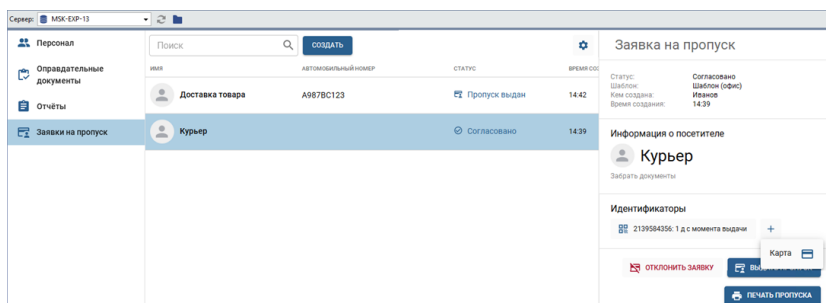 Сервер: MSK-EXP-13
Персонал
Оправдательные
документы
Отчёты
Заявки на пропуск
Поиск
СОЗДАТЬ
ИМЯ АВТОМОБИЛЬНЫЙ НОМЕР СТАТУС ВРЕМЯ СО
Доставка товара А987ВС123 Пропуск выдан 14:42
Курьер Согласовано 14:39
Заявка на пропуск
Статус: Согласовано
Шаблон: Шаблон (офис)
Кем создана: Иванов
Время создания: 14:39
Информация о посетителе
Курьер
Забрать документы
Идентификаторы
2139584356: 1 д с момента выдачи +
Карта
ОТКЛОНИТЬ ЗАЯВКУ
ПЕЧАТЬ ПРОПУСКА